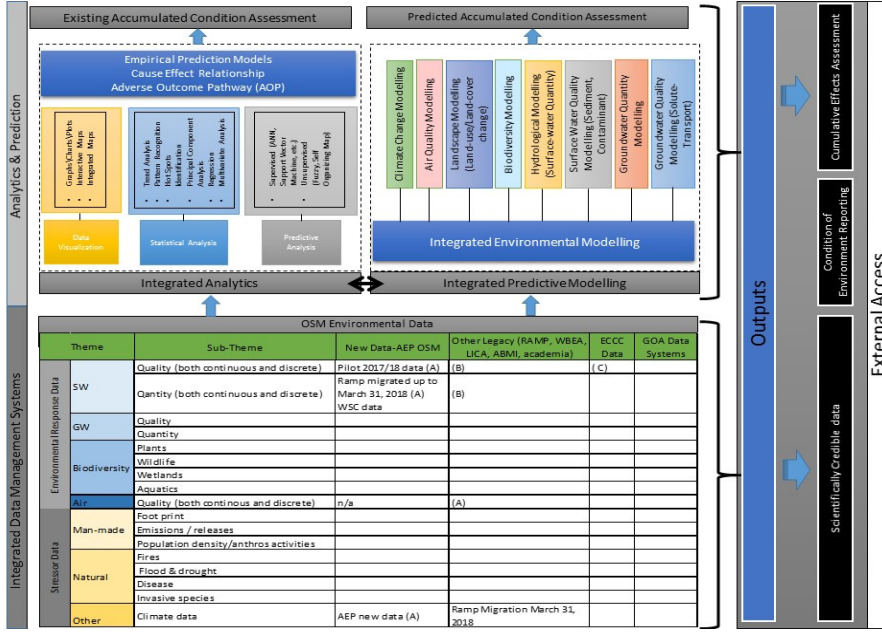 Existing Accumulated Condition Assessment
Predicted Accumulated Condition Assessment
Analytics & Prediction
Empirical Prediction Models
Cause Effect Relationship
Adverse Outcome Pathway (AOP)
Graphs\Charts\Plots
Interactive Maps
Integrated Maps
Data
Visualization
Trend Analysis
Pattern Recognition
Hot Spots
Identification
Principal Component
Analysis
Regression
Multivariate Analysis
Statistical Analysis
Supervised (ANN,
Support Vector
Machine, etc.)
Unsupervised
(Fuzzy, Self
Organizing Map)
Predictive
Analysis
Climate Change Modelling
Air Quality Modelling
Landscape Modelling
(Land-use/Land-cover
change)
Biodiversity Modelling
Hydrological Modelling
(Surface-water Quantity)
Surface Water Quality
Modelling (Sediment,
Contaminant)
Groundwater Quantity
Modelling
Groundwater Quality
Modelling (Solute-
Transport)
Integrated Environmental Modelling
Integrated Analytics
Integrated Predictive Modelling
Integrated Data Management Systems
OSM Environmental Data
Theme
Sub-Theme
New Data-AEP OSM
Other Legacy (RAMP, WBEA,
LICA, ABMI, academia)
ECCC
Data
GOA Data
Systems
Environmental Response Data
SW
Quality (both continuous and discrete)
Pilot 2017/18 data (A)
(B)
( C)
Qantity (both continuous and discrete)
Ramp migrated up to
March 31, 2018 (A)
WSC data
(B)
GW
Quality
Quantity
Biodiversity
Plants
Wildlife
Wetlands
Aquatics
Air
Quality (both continous and discrete)
n/a
(A)
Stressor Data
Man-made
Foot print
Emissions / releases
Population density/anthros activities
Natural
Fires
Flood & drought
Disease
Invasive species
Other
Climate data
AEP new data (A)
Ramp Migration March 31,
2018
Outputs
Cumulative Effects Assessment
Condition of
Environment Reporting
Scientifically Credible data
External Access